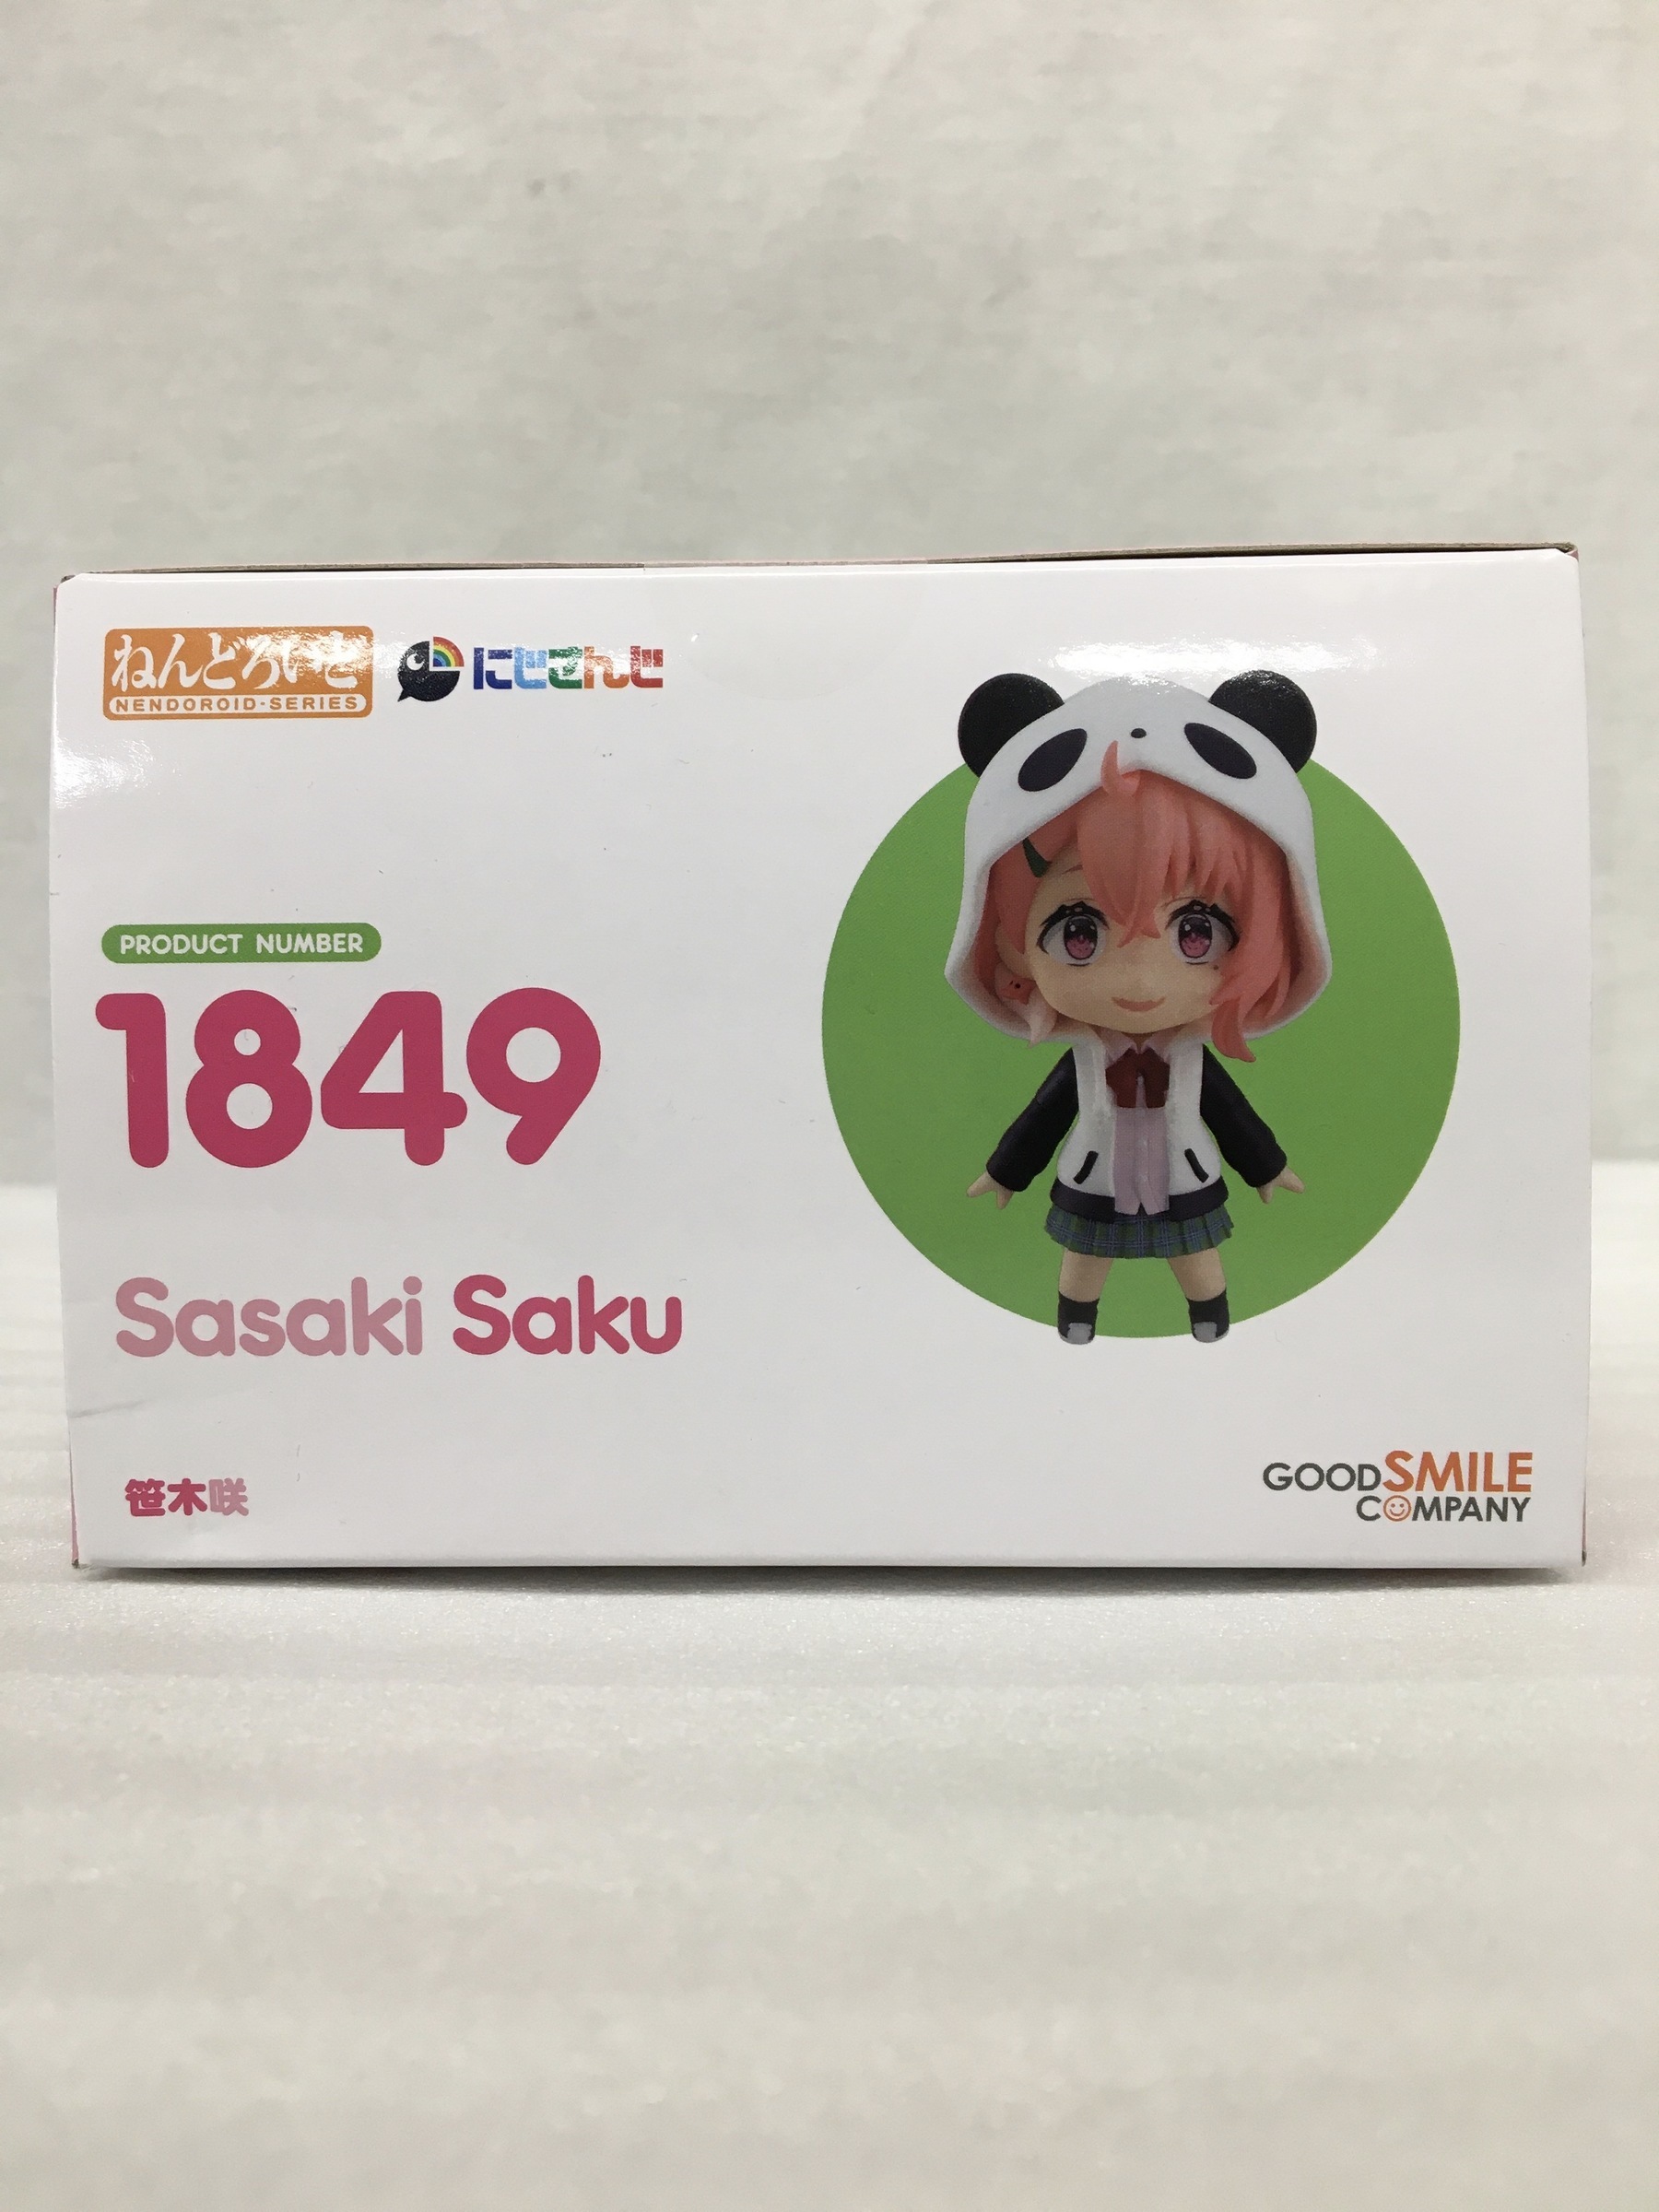 ねんどろいど
NENDOROID-SERIES
にじさんじ
PRODUCT NUMBER
1849
Sasaki Saku
笹木咲
GOOD SMILE
COMPANY